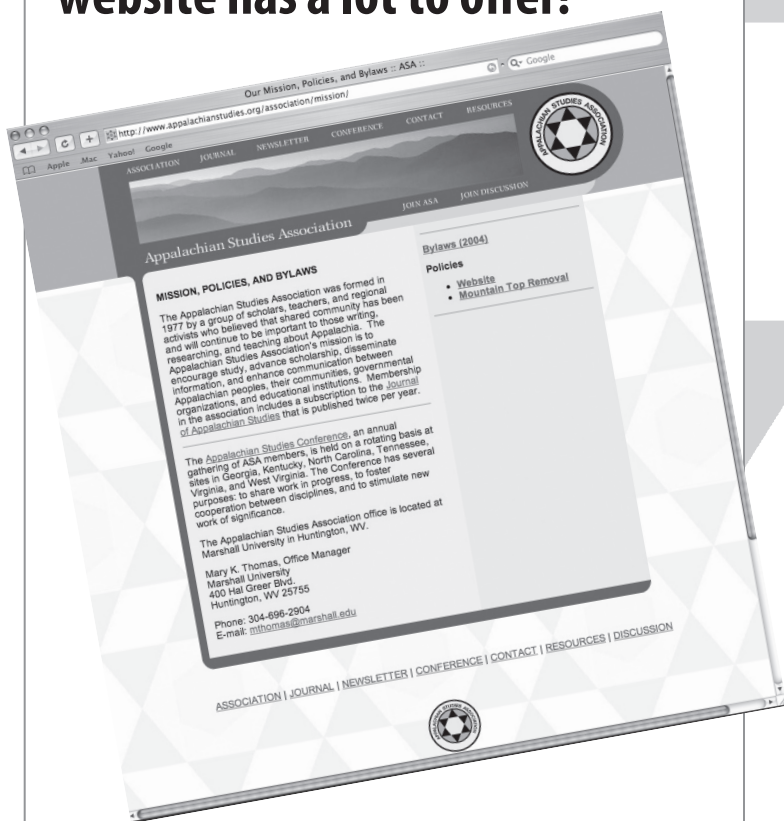 website has a lot to offer!
Our Mission, Policies, and Bylaws :: ASA ::
http://www.appalachianstudies.org/association/mission/
Google
Apple .Mac Yahoo! Google
ASSOCIATION JOURNAL NEWSLETTER CONFERENCE CONTACT RESOURCES
APPALACHIAN STUDIES ASSOCIATION
Appalachian Studies Association
JOIN ASA JOIN DISCUSSION
MISSION, POLICIES, AND BYLAWS
The Appalachian Studies Association was formed in
1977 by a group of scholars, teachers, and regional
activists who believed that shared community has been
and will continue to be important to those writing,
researching, and teaching about Appalachia. The
Appalachian Studies Association's mission is to
encourage study, advance scholarship, disseminate
information, and enhance communication between
Appalachian peoples, their communities, governmental
organizations, and educational institutions. Membership
in the association includes a subscription to the Journal
of Appalachian Studies that is published twice per year.
The Appalachian Studies Conference, an annual
gathering of ASA members, is held on a rotating basis at
sites in Georgia, Kentucky, North Carolina, Tennessee,
Virginia, and West Virginia. The Conference has several
purposes: to share work in progress, to foster
cooperation between disciplines, and to stimulate new
work of significance.
The Appalachian Studies Association office is located at
Marshall University in Huntington, WV.
Mary K. Thomas, Office Manager
Marshall University
400 Hal Greer Blvd.
Huntington, WV 25755
Phone: 304-696-2904
E-mail: mthomas@marshall.edu
Bylaws (2004)
Policies
• Website
• Mountain Top Removal
ASSOCIATION | JOURNAL | NEWSLETTER | CONFERENCE | CONTACT | RESOURCES | DISCUSSION
APPALACHIAN STUDIES ASSOCIATION